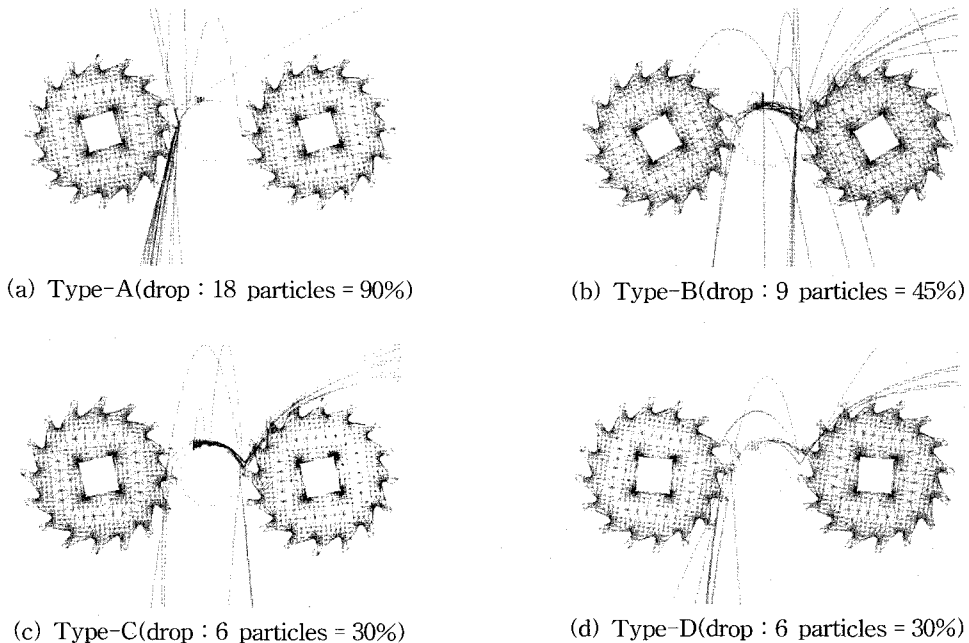 (a) Type-A(drop : 18 particles = 90%)
(b) Type-B(drop : 9 particles = 45%)
(c) Type-C(drop : 6 particles = 30%)
(d) Type-D(drop : 6 particles = 30%)